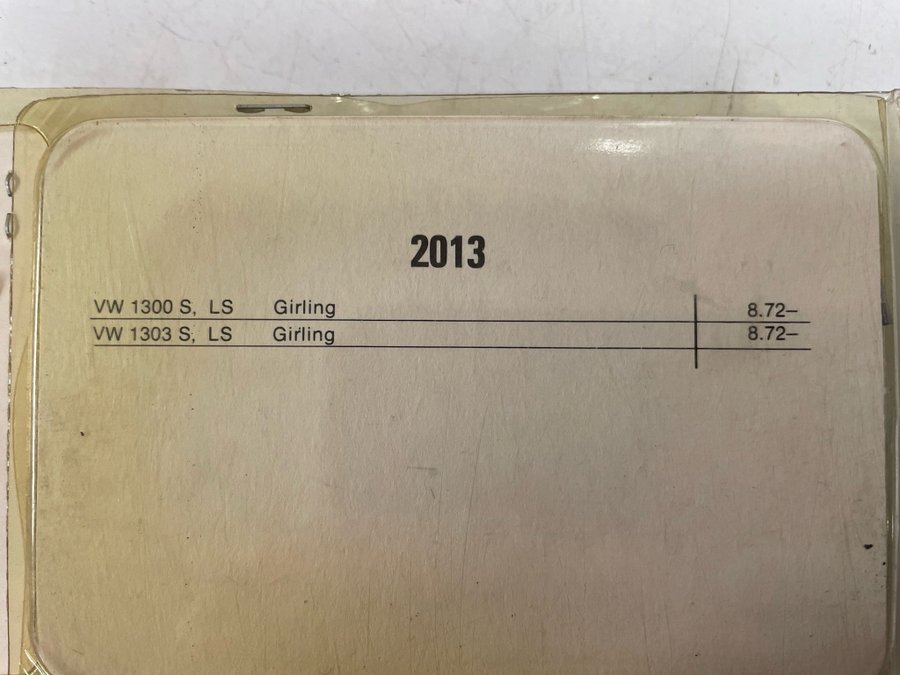 2013
VW 1300 S, LS Girling 8.72–
VW 1303 S, LS Girling 8.72–